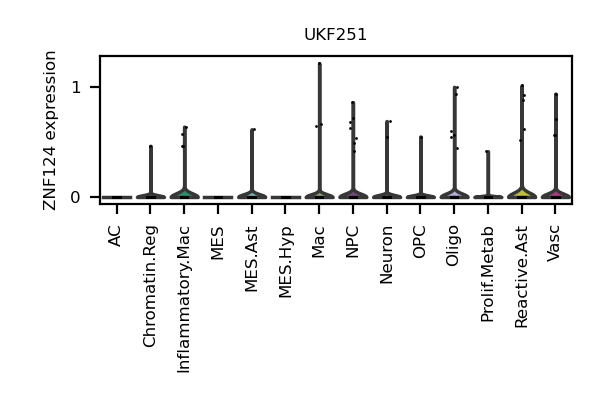 UKF251
ZNF124 expression
1
0
AC
Chromatin.Reg
Inflammatory.Mac
MES
MES.Ast
MES.Hyp
Mac
NPC
Neuron
OPC
Oligo
Prolif.Metab
Reactive.Ast
Vasc